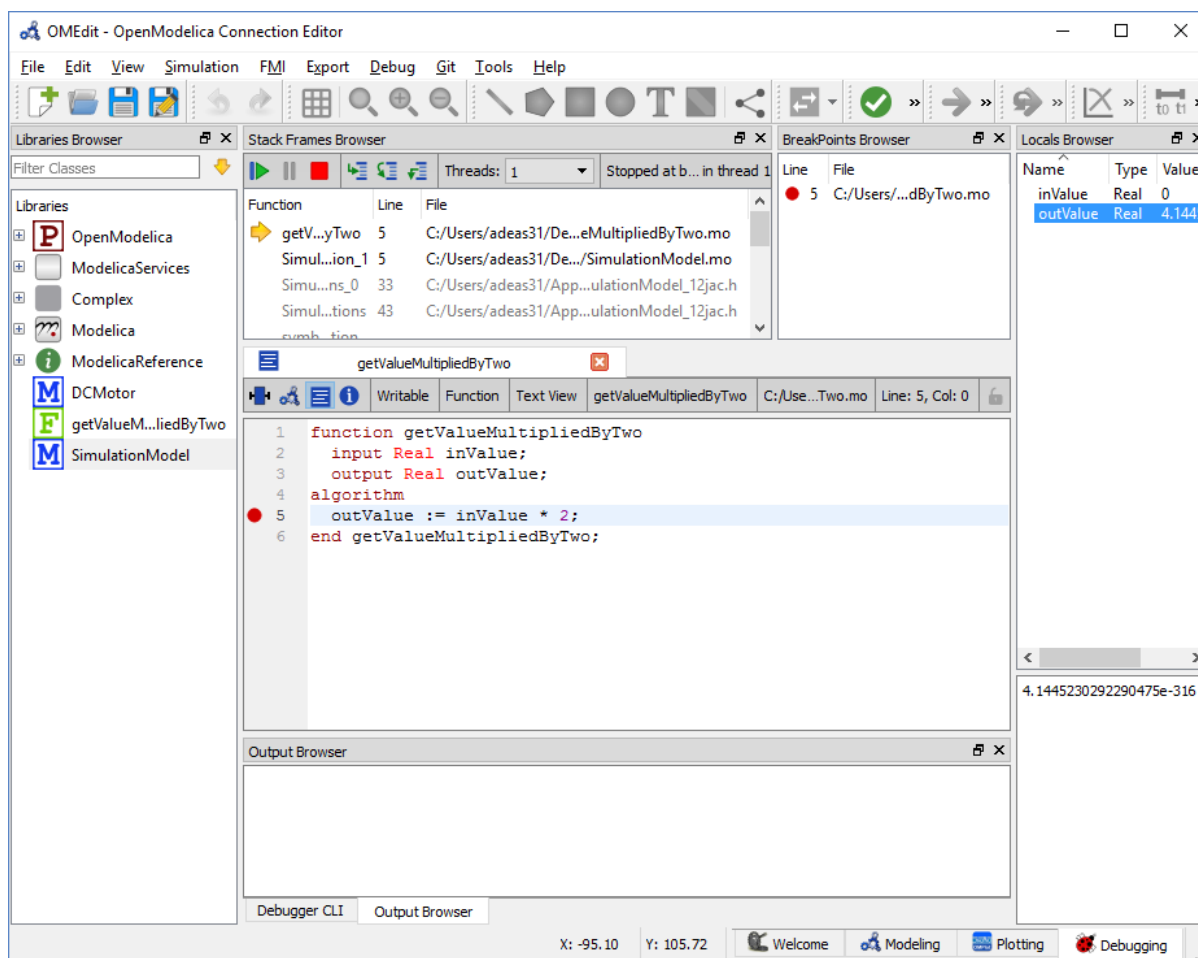 OMEdit - OpenModelica Connection Editor
File Edit View Simulation FMI Export Debug Git Tools Help
T » » » » t0 t1
Libraries Browser
Filter Classes
Libraries
P OpenModelica
ModelicaServices
Complex
Modelica
i ModelicaReference
M DCMotor
F getValueM...liedByTwo
M SimulationModel
Stack Frames Browser
Threads: 1 Stopped at b... in thread 1
Function Line File
getV...yTwo 5 C:/Users/adeas31/De...eMultipliedByTwo.mo
Simul...ion_1 5 C:/Users/adeas31/De.../SimulationModel.mo
Simu...ns_0 33 C:/Users/adeas31/App...ulationModel_12jac.h
Simul...tions 43 C:/Users/adeas31/App...ulationModel_12jac.h
symb...tion
BreakPoints Browser
Line File
5 C:/Users/...dByTwo.mo
Locals Browser
Name Type Value
inValue Real 0
outValue Real 4.144
4.1445230292290475e-316
getValueMultipliedByTwo
i Writable Function Text View getValueMultipliedByTwo C:/Use...Two.mo Line: 5, Col: 0
1 function getValueMultipliedByTwo
2 input Real inValue;
3 output Real outValue;
4 algorithm
5 outValue := inValue * 2;
6 end getValueMultipliedByTwo;
Output Browser
Debugger CLI Output Browser
X: -95.10 Y: 105.72 Welcome Modeling Plotting Debugging